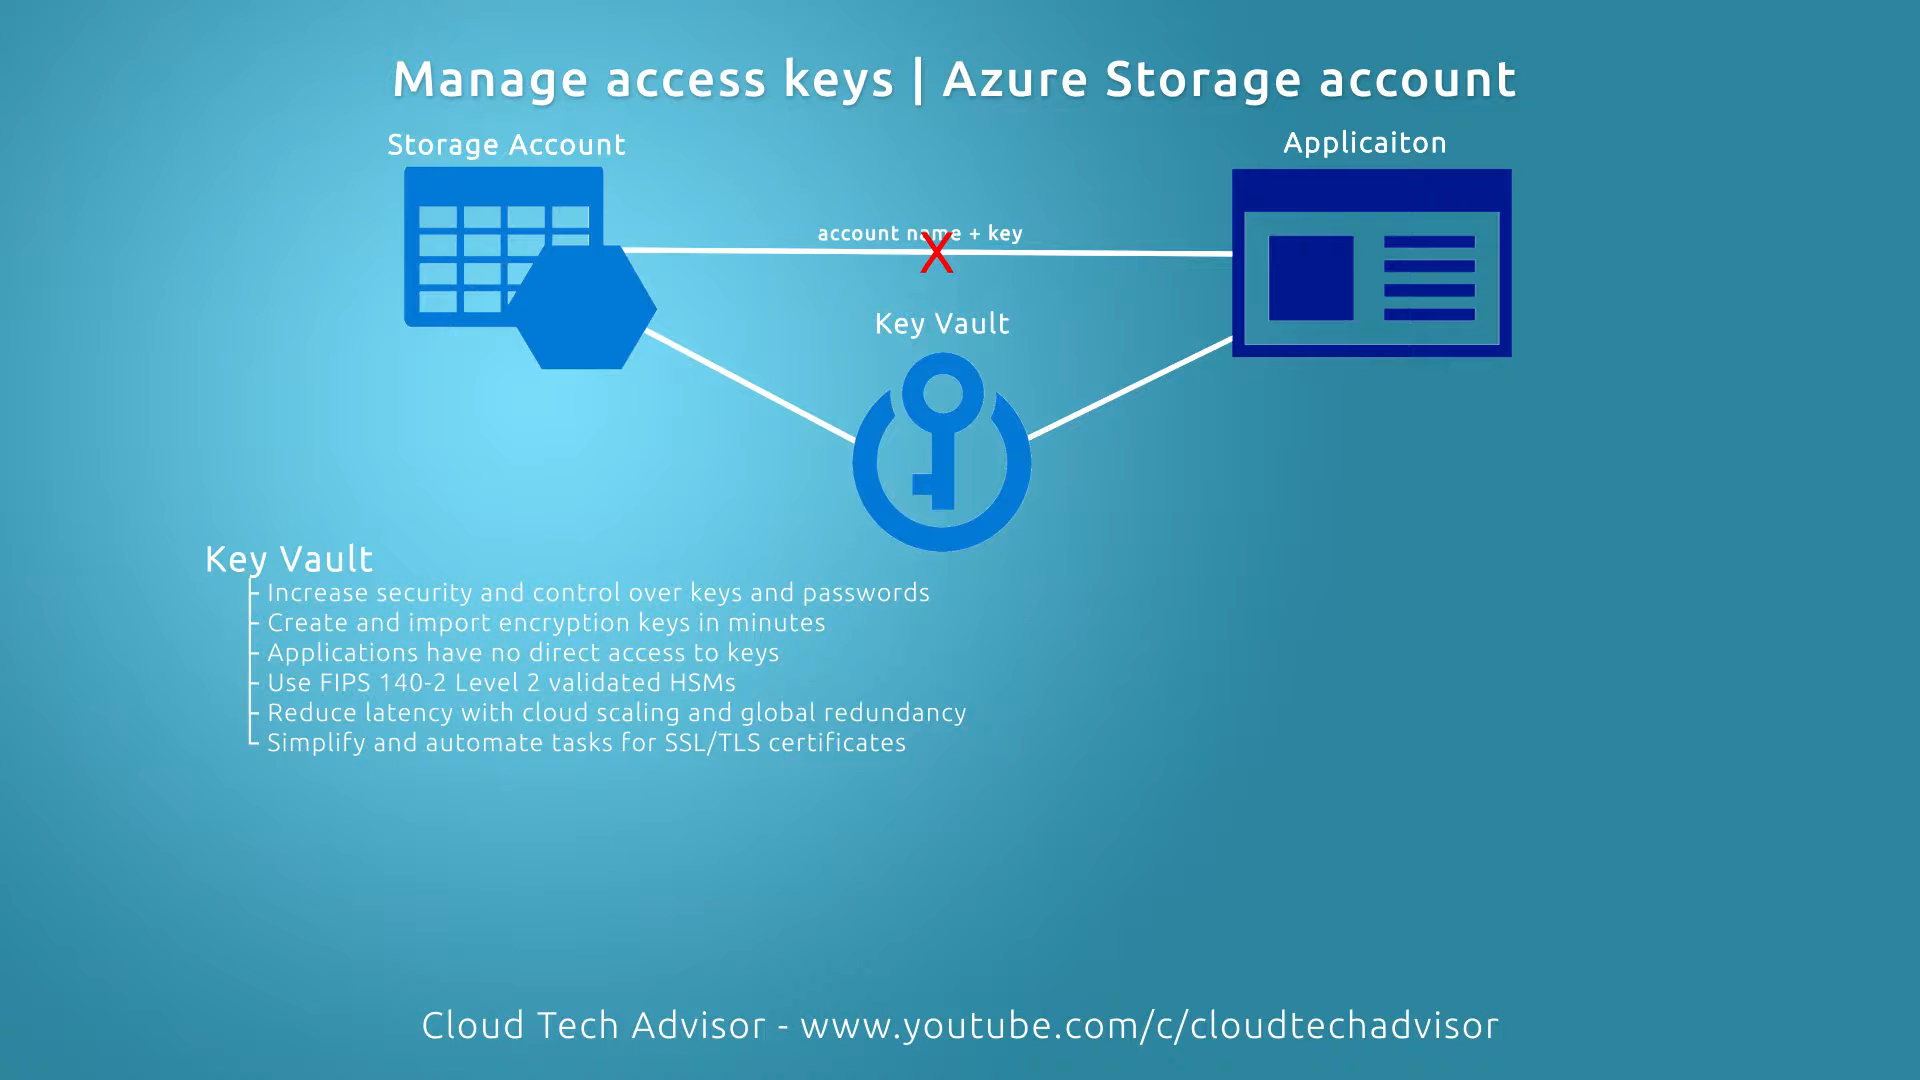 Manage access keys | Azure Storage account
Storage Account
Applicaiton
account name + key
X
Key Vault
Key Vault
Increase security and control over keys and passwords
Create and import encryption keys in minutes
Applications have no direct access to keys
Use FIPS 140-2 Level 2 validated HSMs
Reduce latency with cloud scaling and global redundancy
Simplify and automate tasks for SSL/TLS certificates
Cloud Tech Advisor - www.youtube.com/c/cloudtechadvisor